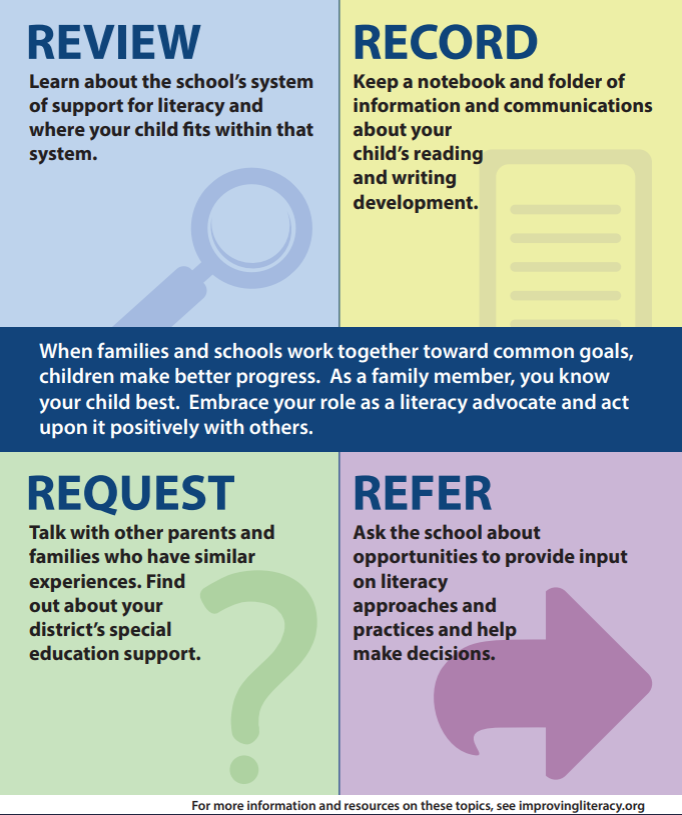 REVIEW
Learn about the school's system
of support for literacy and
where your child fits within that
system.
RECORD
Keep a notebook and folder of
information and communications
about your
child's reading
and writing
development.
When families and schools work together toward common goals,
children make better progress.  As a family member, you know
your child best.  Embrace your role as a literacy advocate and act
upon it positively with others.
REQUEST
Talk with other parents and
families who have similar
experiences. Find
out about your
district's special
education support.
REFER
Ask the school about
opportunities to provide input
on literacy
approaches and
practices and help
make decisions.
For more information and resources on these topics, see improvingliteracy.org